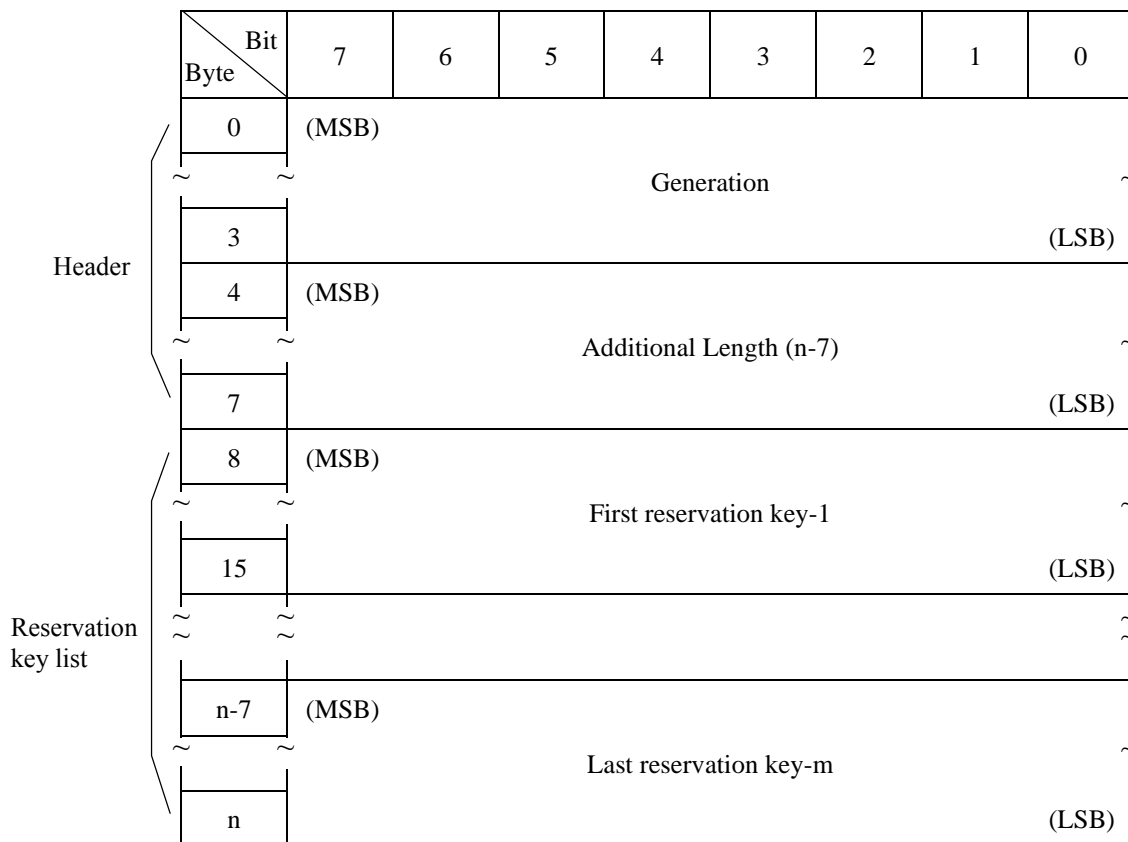 Bit
Byte
7 6 5 4 3 2 1 0
0 (MSB)
~ ~ Generation ~
3 (LSB)
Header
4 (MSB)
~ ~ Additional Length (n-7) ~
7 (LSB)
8 (MSB)
~ ~ First reservation key-1 ~
15 (LSB)
~ ~ ~
~ ~ ~
Reservation
key list
n-7 (MSB)
~ ~ Last reservation key-m ~
n (LSB)